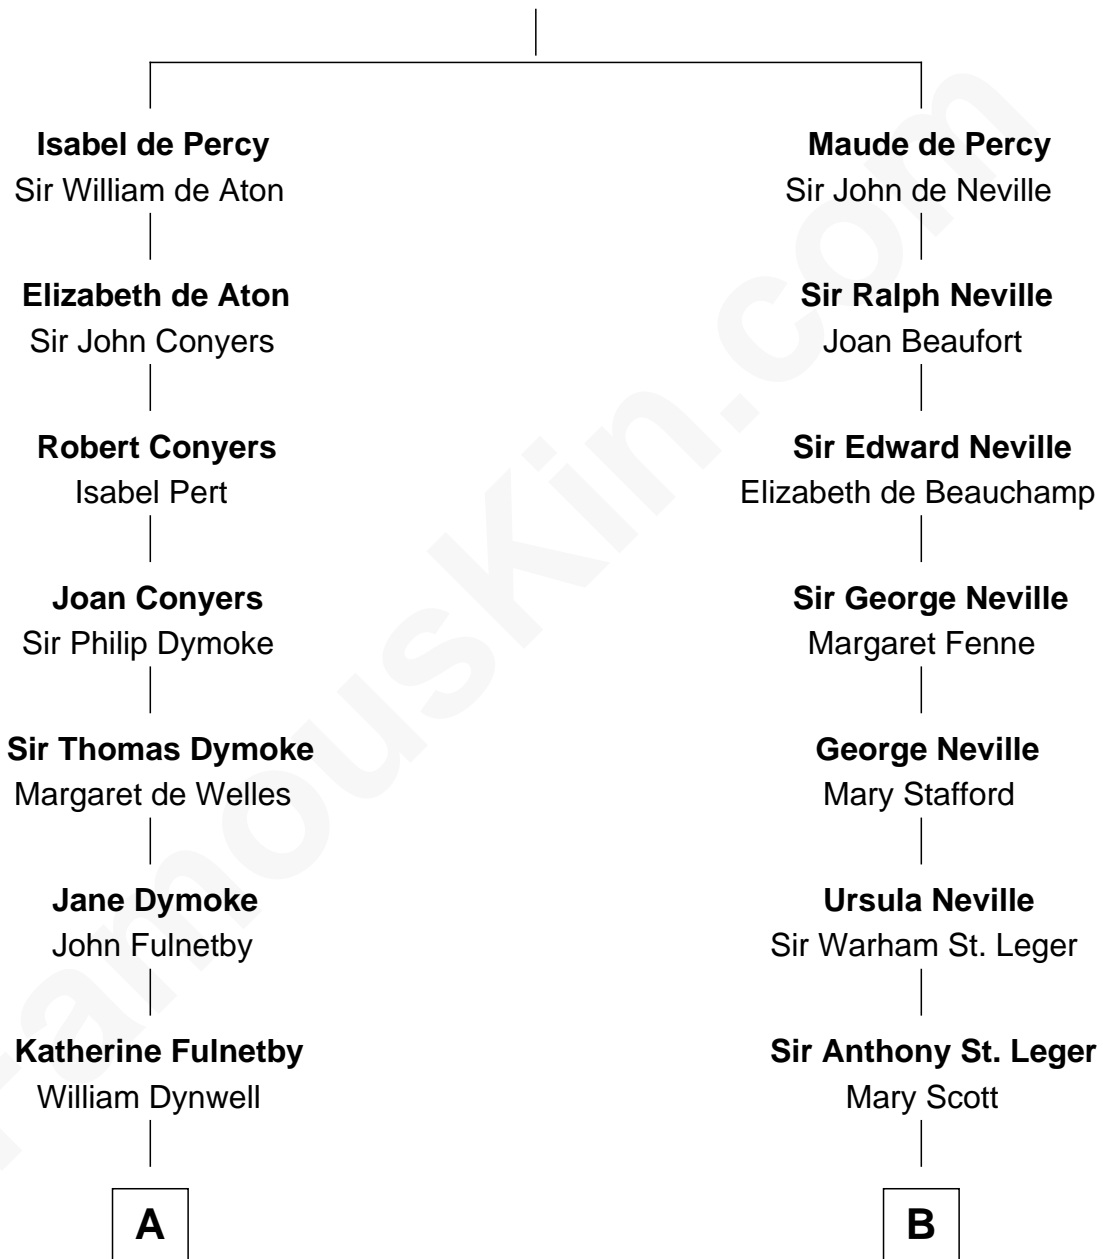 Isabel de Percy
Sir William de Aton
Elizabeth de Aton
Sir John Conyers
Robert Conyers
Isabel Pert
Joan Conyers
Sir Philip Dymoke
Sir Thomas Dymoke
Margaret de Welles
Jane Dymoke
John Fulnetby
Katherine Fulnetby
William Dynwell
A
Maude de Percy
Sir John de Neville
Sir Ralph Neville
Joan Beaufort
Sir Edward Neville
Elizabeth de Beauchamp
Sir George Neville
Margaret Fenne
George Neville
Mary Stafford
Ursula Neville
Sir Warham St. Leger
Sir Anthony St. Leger
Mary Scott
B
FamousKin.com